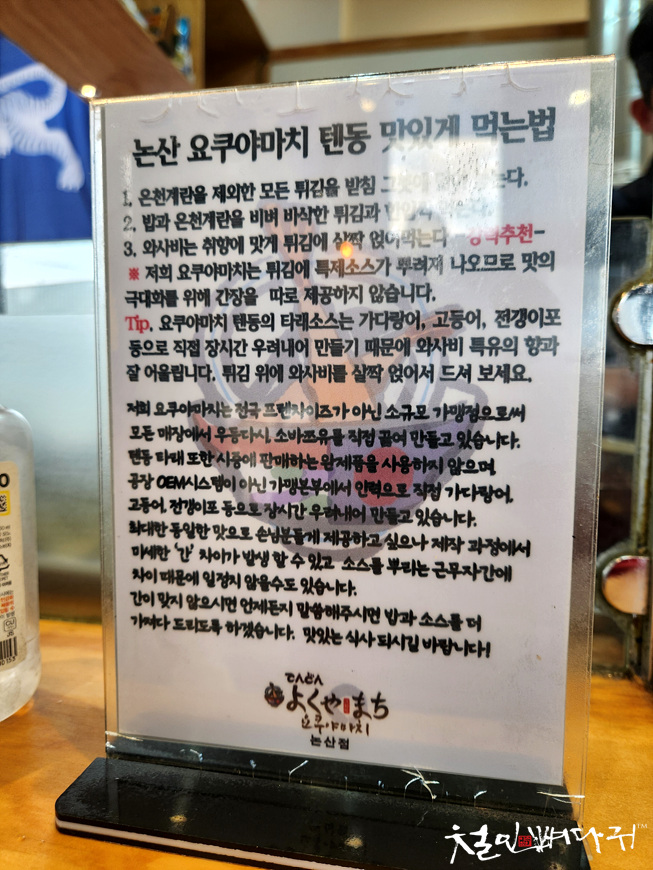 논산 요쿠야마치 텐동 맛있게 먹는법
1. 온천계란을 제외한 모든 튀김을 받침
2. 밥과 온천계란을 비벼 바삭한 튀김과
3. 와사비는 취향에 맞게 튀김에 살짝 얹어먹는다 -강력추천-
※ 저희 요쿠야마치는 튀김에 특제소스가 뿌려져 나오므로 맛의
극대화를 위해 간장을 따로 제공하지 않습니다.
Tip. 요쿠야마치 텐동의 타래소스는 가다랑어, 고등어, 전갱이포
등으로 직접 장시간 우려내어 만들기 때문에 와사비 특유의 향과
잘 어울립니다. 튀김 위에 와사비를 살짝 얹어서 드셔 보세요.
저희 요쿠야마치는 전국 프렌차이즈가 아닌 소규모 가맹점으로써
모든 매장에서 우동다시, 소바쯔유를 직접 끓여 만들고 있습니다.
텐동 타래 또한 시중에 판매하는 완제품을 사용하지 않으며,
공장 OEM시스템이 아닌 가맹본부에서 인력으로 직접 가다랑어,
고등어, 전갱이포 등으로 장시간 우려내어 만들고 있습니다.
최대한 동일한 맛으로 손님분들게 제공하고 싶으나 제작 과정에서
미세한 '간' 차이가 발생 할 수 있고 소스를 뿌리는 근무자간에
차이 때문에 일정치 않을수도 있습니다.
간이 맞지 않으시면 언제든지 말씀해주시면 밥과 소스를 더
가져다 드리도록 하겠습니다. 맛있는 식사 되시길 바랍니다!
よくや まち
요쿠야마치
논산점
철인뼈다귀™